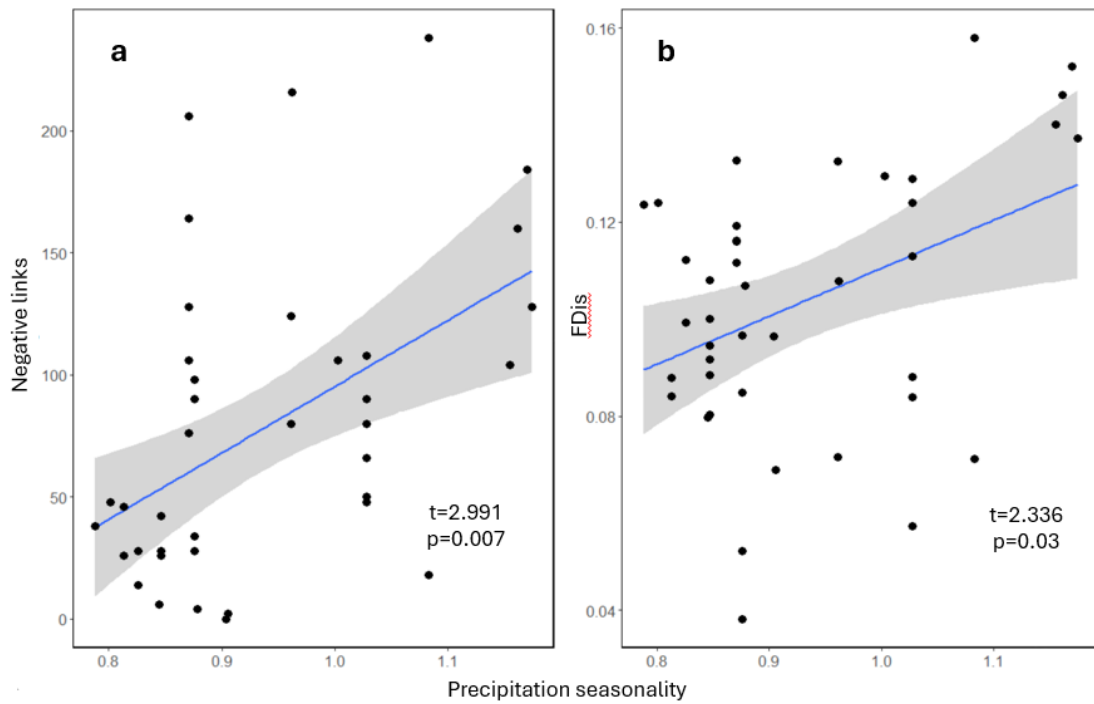 a
Negative links
200
150
100
50
0
t=2.991
p=0.007
0.8 0.9 1.0 1.1
b
FDis
0.16
0.12
0.08
0.04
t=2.336
p=0.03
0.8 0.9 1.0 1.1
Precipitation seasonality